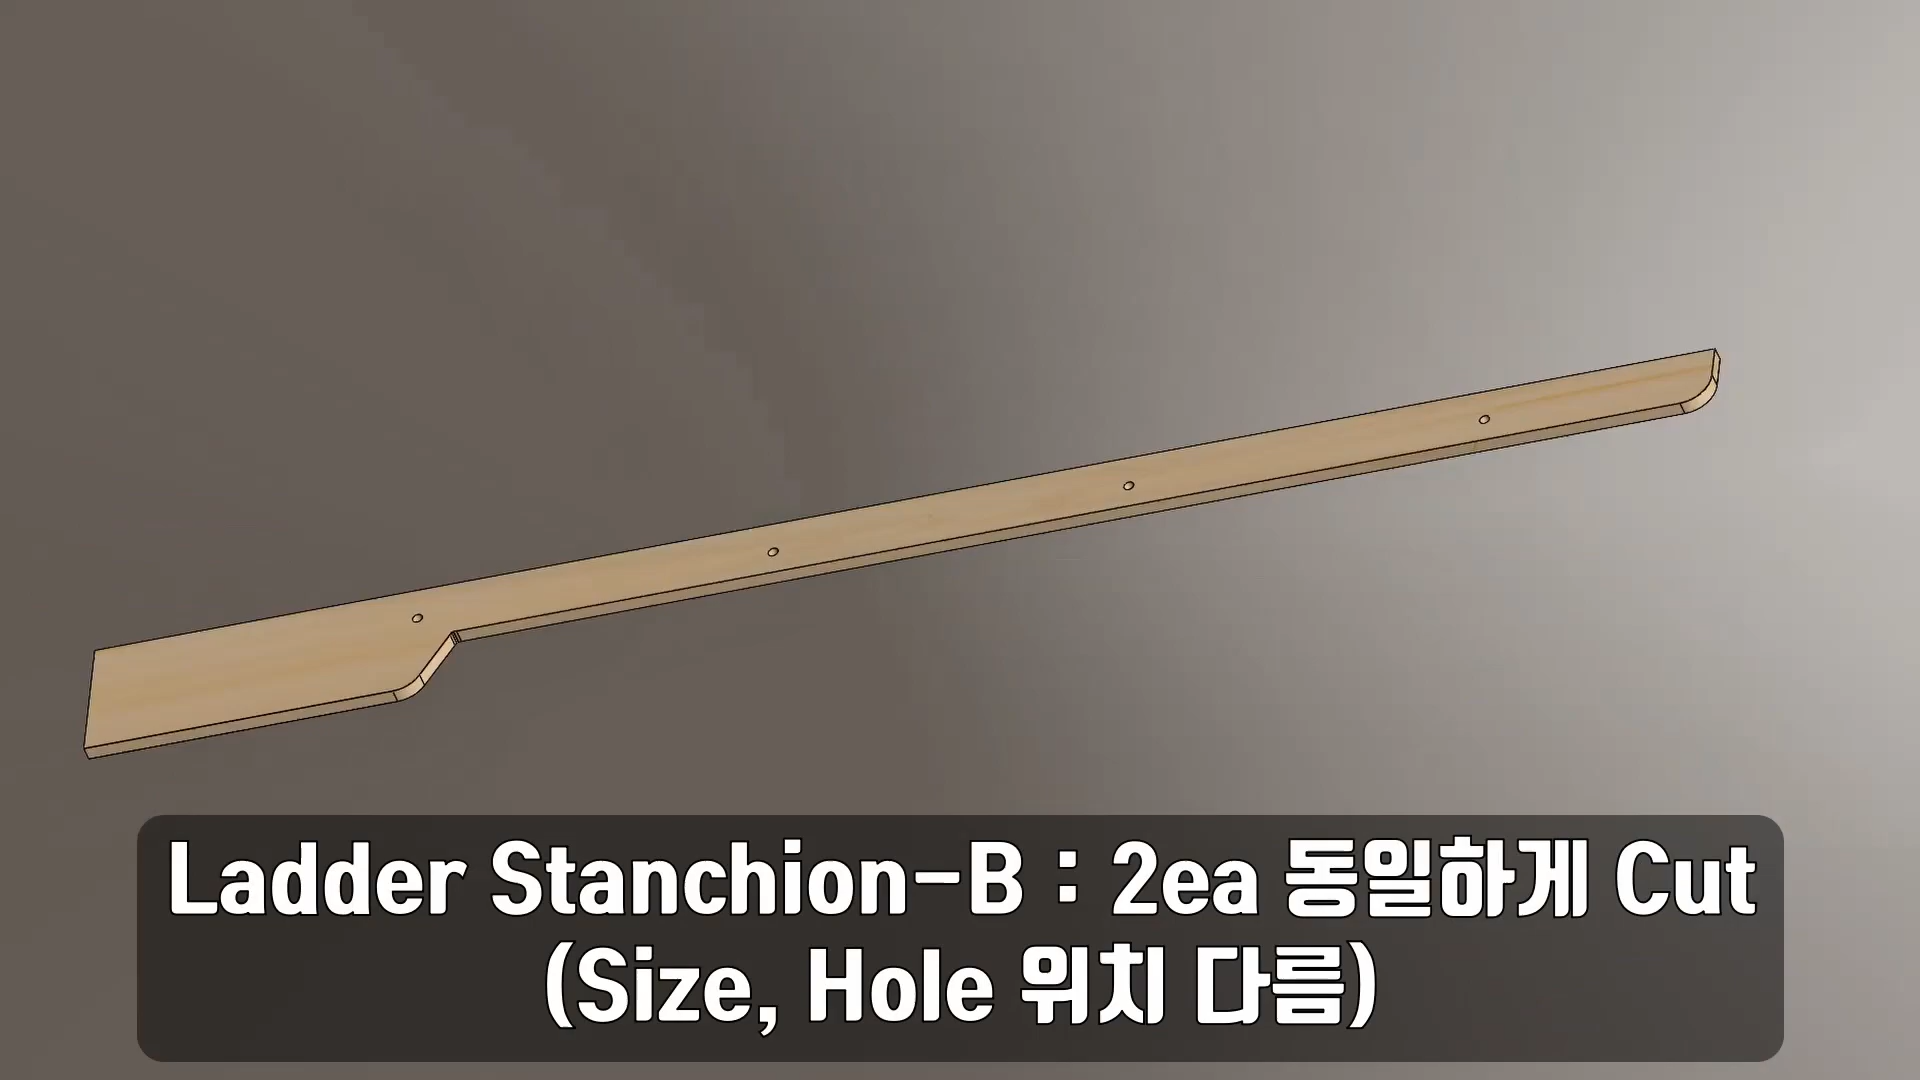 Ladder Stanchion-B : 2ea 동일하게 Cut
(Size, Hole 위치 다름)